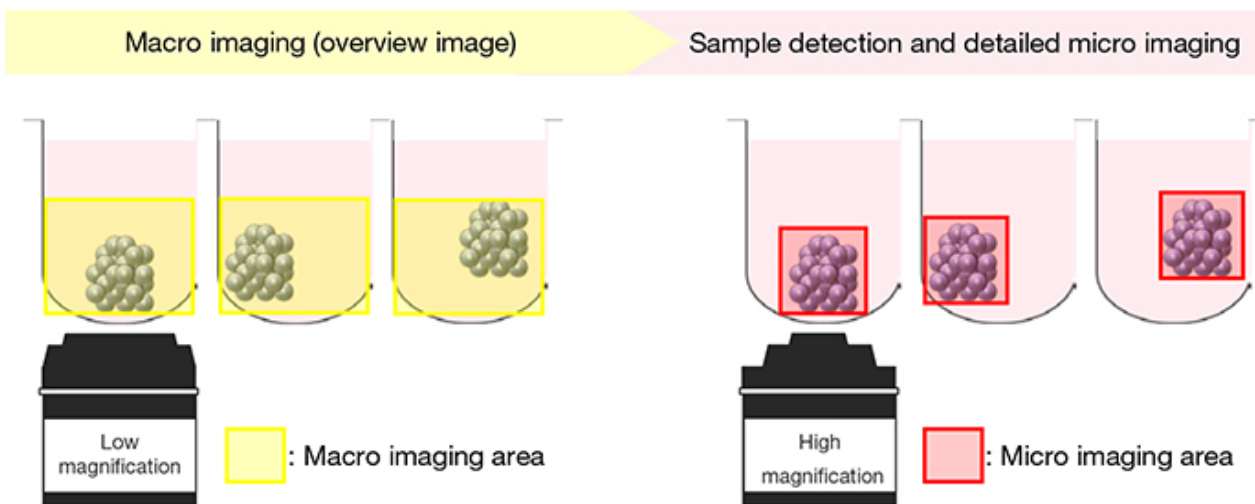 Macro imaging (overview image)
Sample detection and detailed micro imaging
Low
magnification
: Macro imaging area
High
magnification
: Micro imaging area